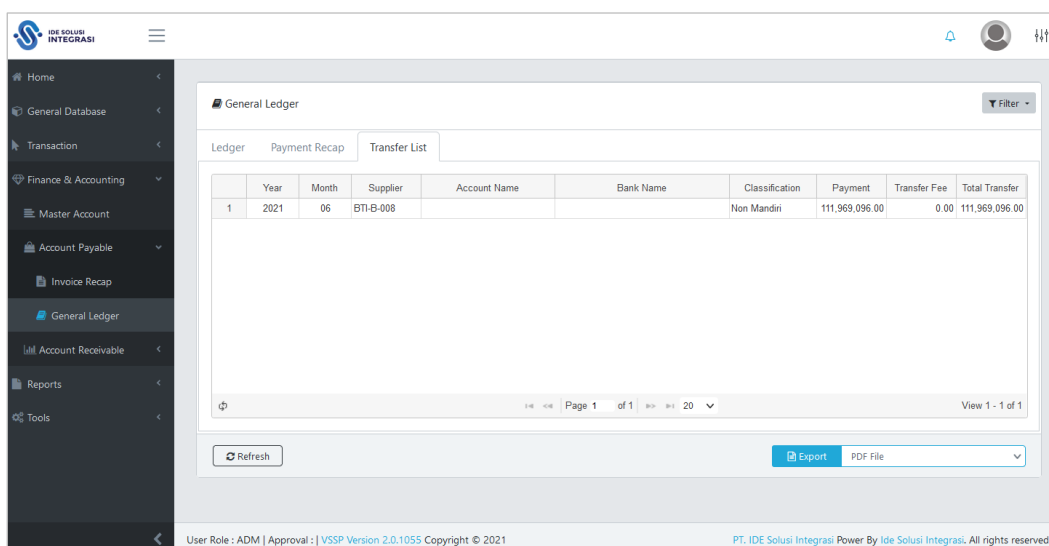 IDE SOLUSI
INTEGRASI
Home
General Database
Transaction
Finance & Accounting
Master Account
Account Payable
Invoice Recap
General Ledger
Account Receivable
Reports
Tools
General Ledger
Filter
Ledger Payment Recap Transfer List
Year Month Supplier Account Name Bank Name Classification Payment Transfer Fee Total Transfer
1 2021 06 BTI-B-008 Non Mandiri 111,969,096.00 0.00 111,969,096.00
Page 1 of 1 20 View 1 - 1 of 1
Refresh Export PDF File
User Role : ADM | Approval : | VSSP Version 2.0.1055 Copyright © 2021 PT. IDE Solusi Integrasi Power By Ide Solusi Integrasi. All rights reserved